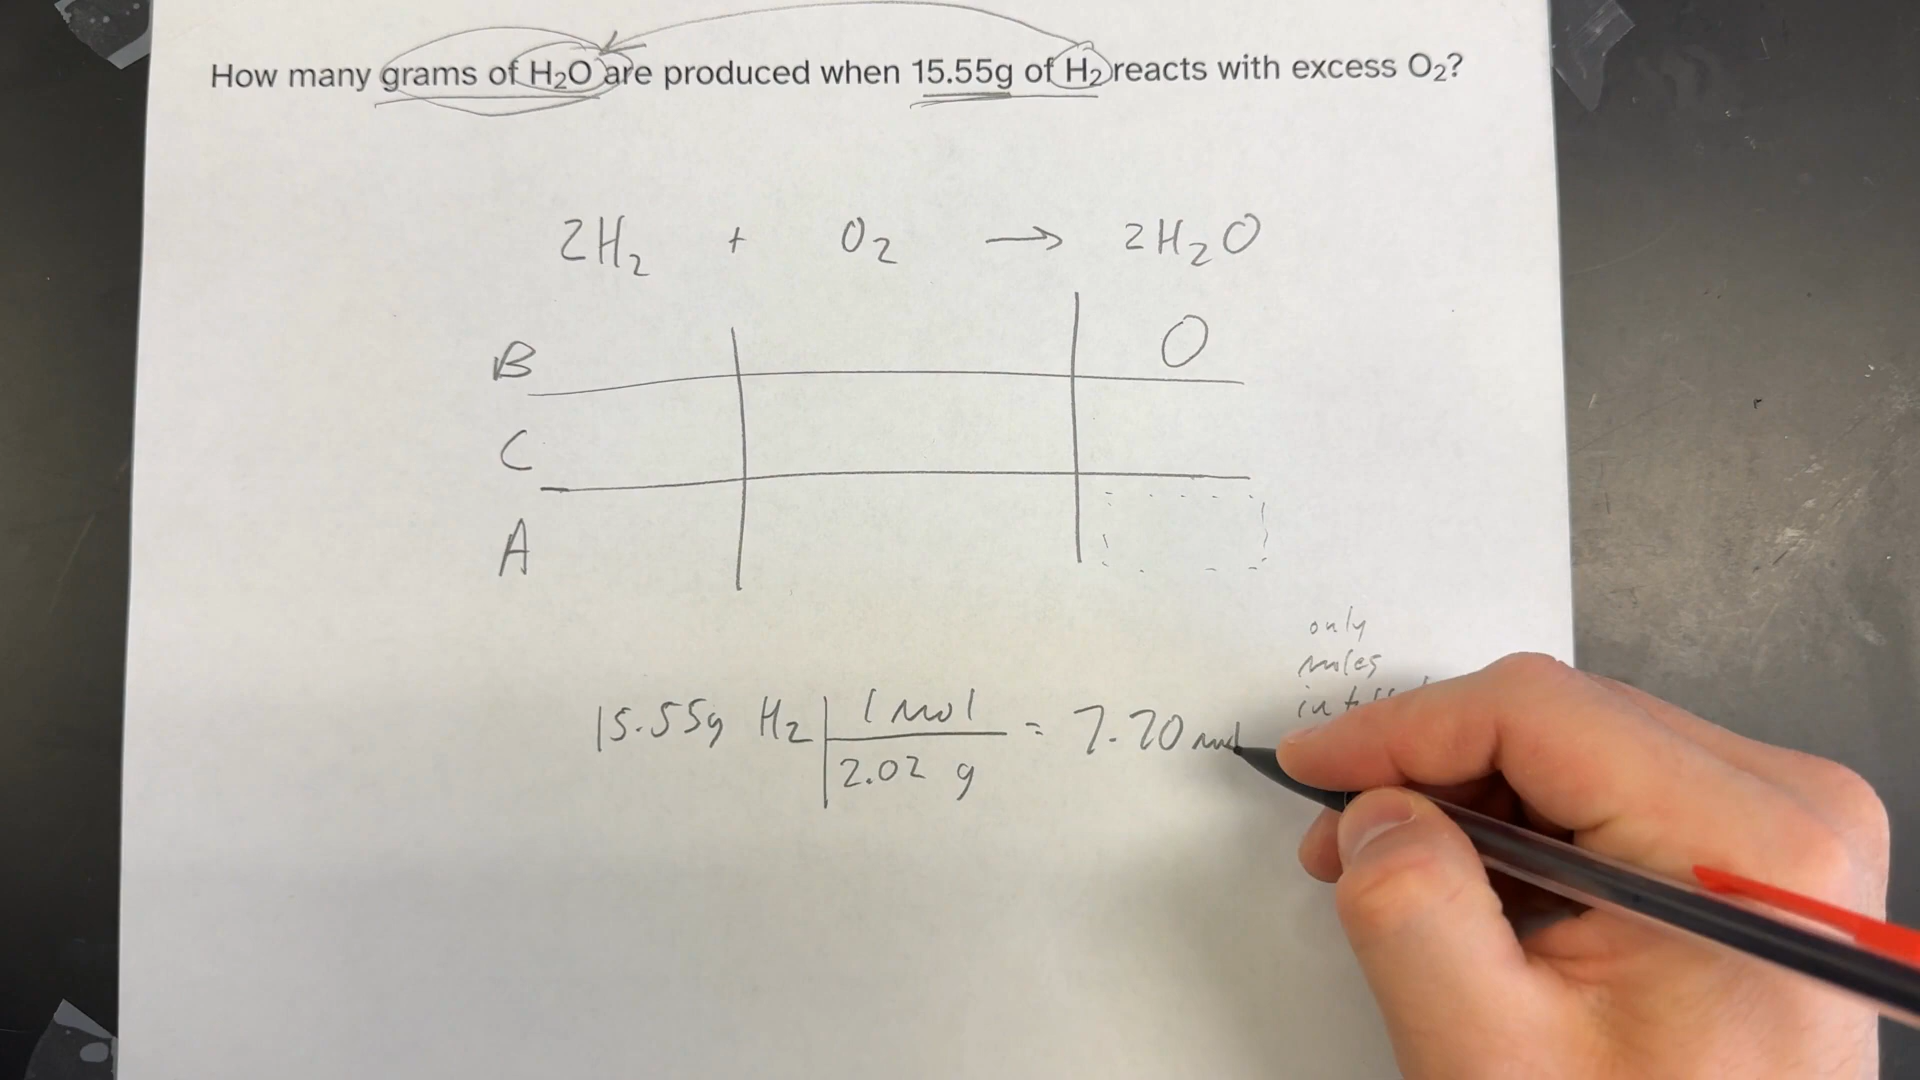 How many grams of H₂O are produced when 15.55g of H₂ reacts with excess O₂?
2H₂ + O₂ → 2H₂O
B O
C
A
only
moles
in
15.55g H₂ | 1 mol = 7.70 mol
2.02 g